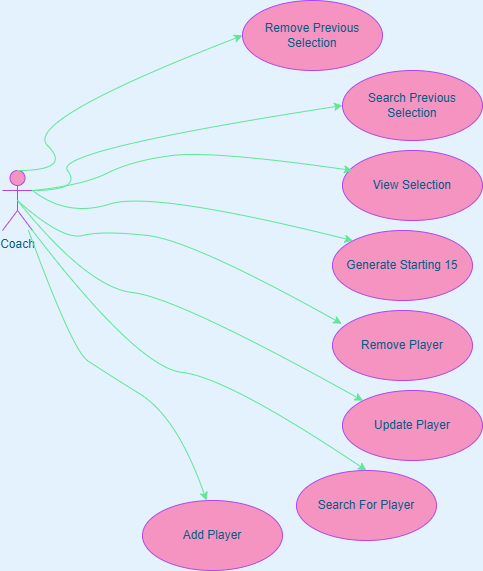 Remove Previous
Selection
Search Previous
Selection
View Selection
Coach
Generate Starting 15
Remove Player
Update Player
Search For Player
Add Player